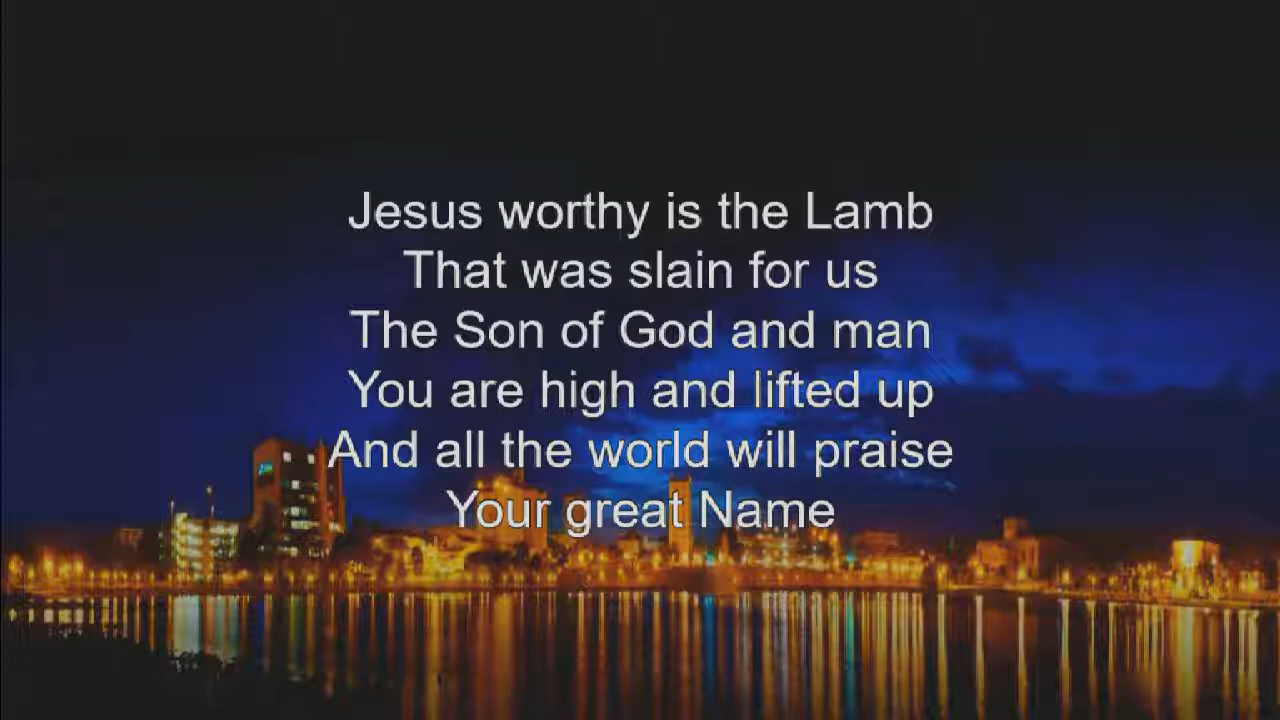 Jesus worthy is the Lamb
That was slain for us
The Son of God and man
You are high and lifted up
And all the world will praise
Your great Name